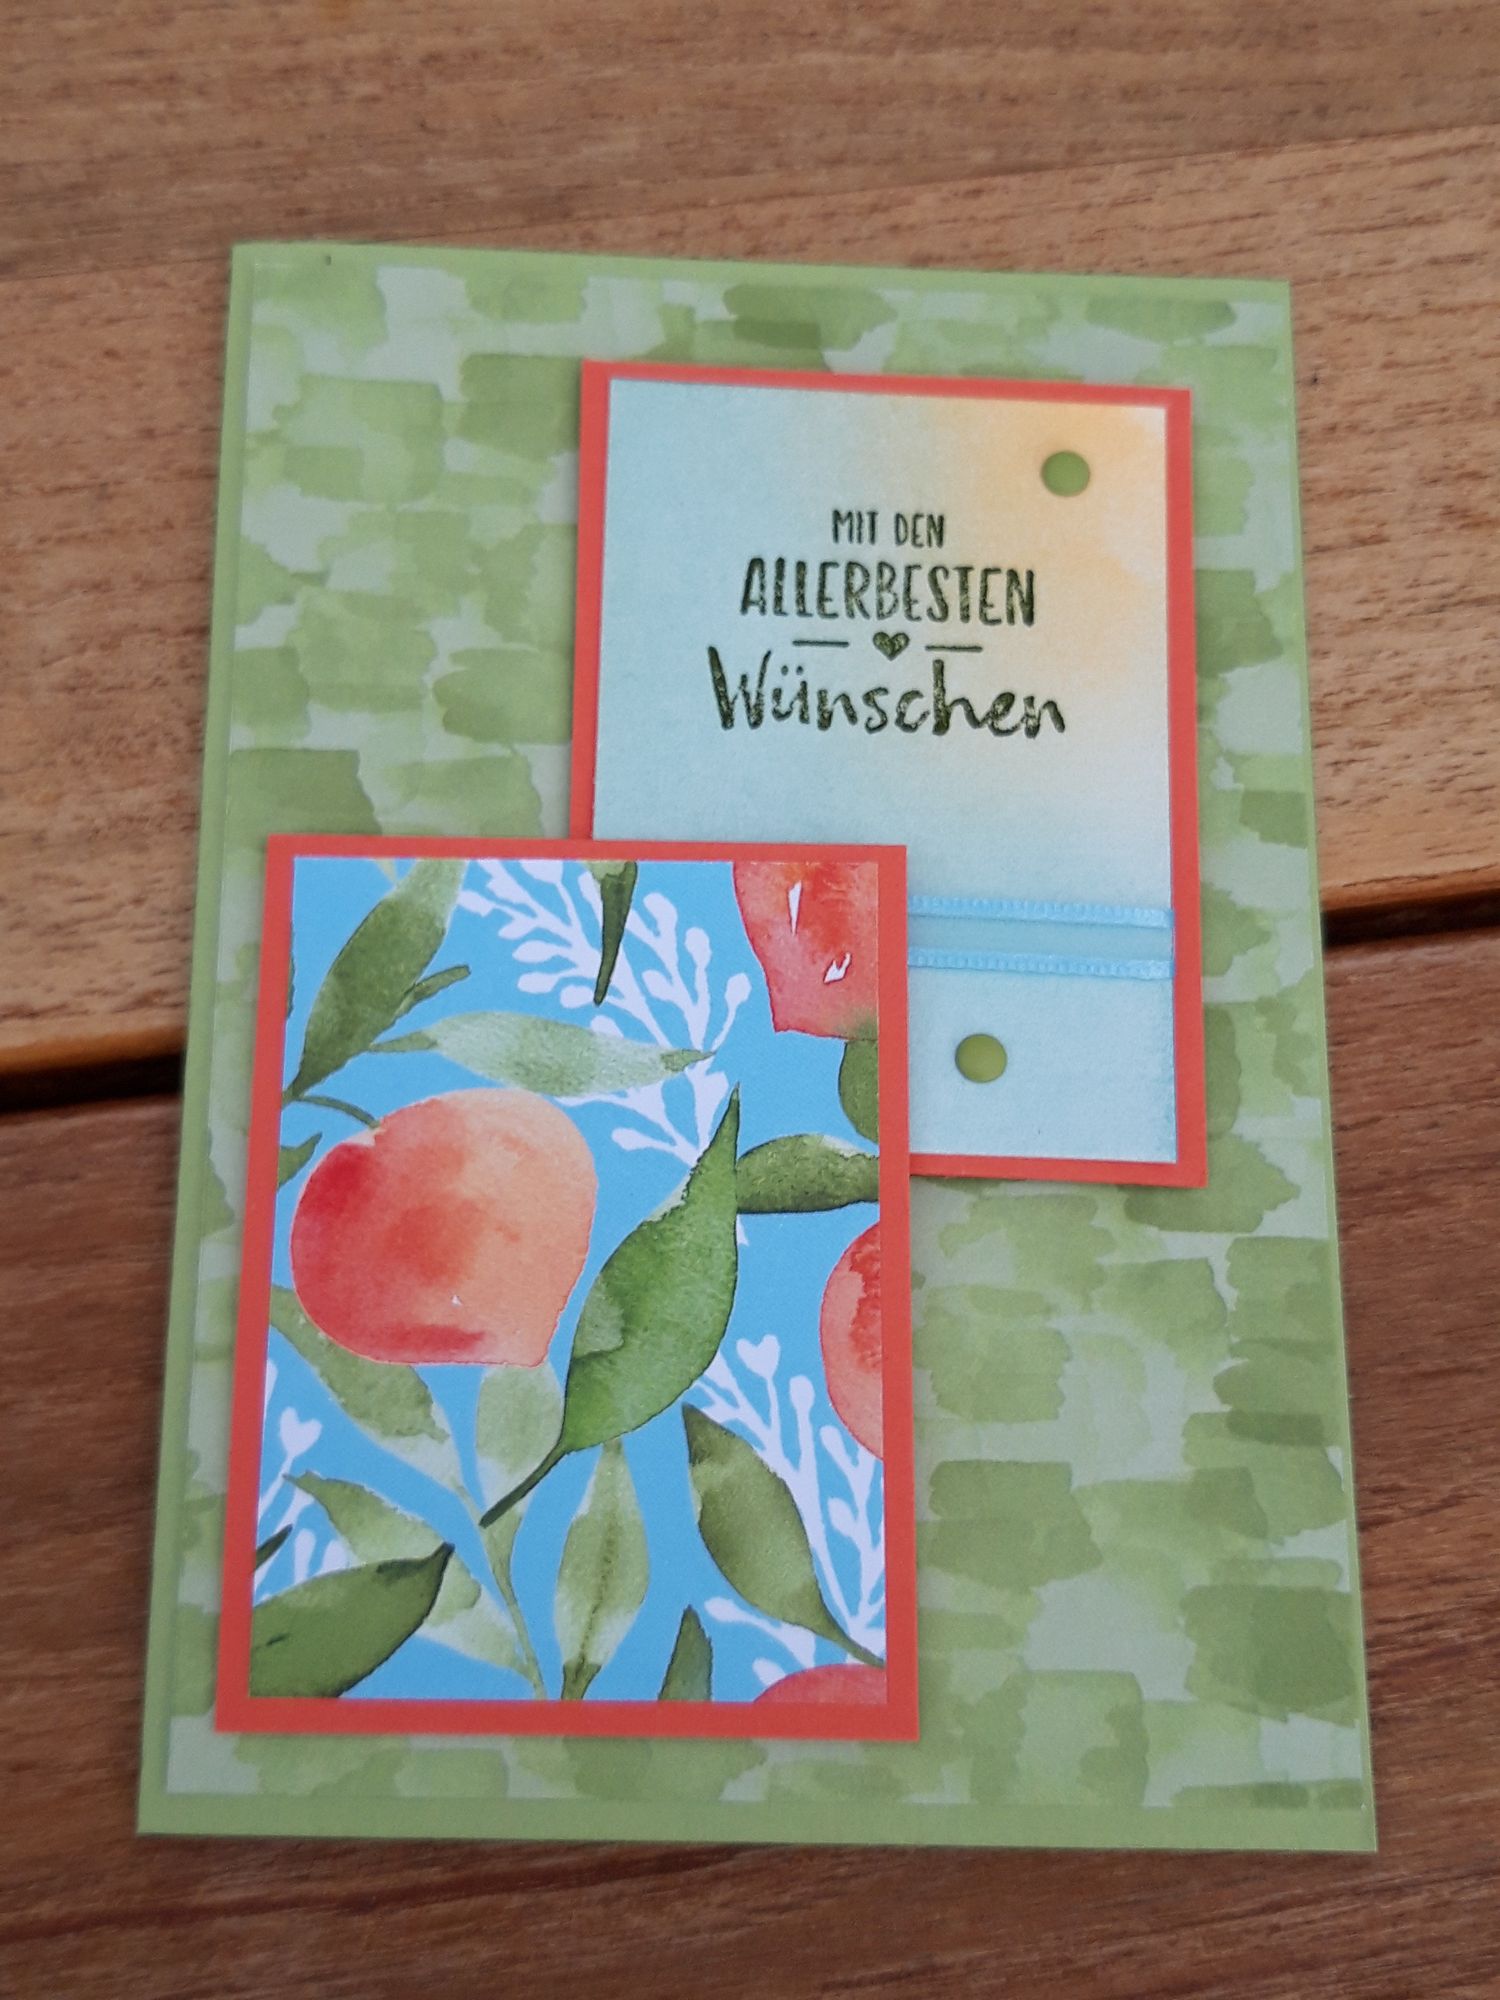 MIT DEN
ALLERBESTEN
Wünschen